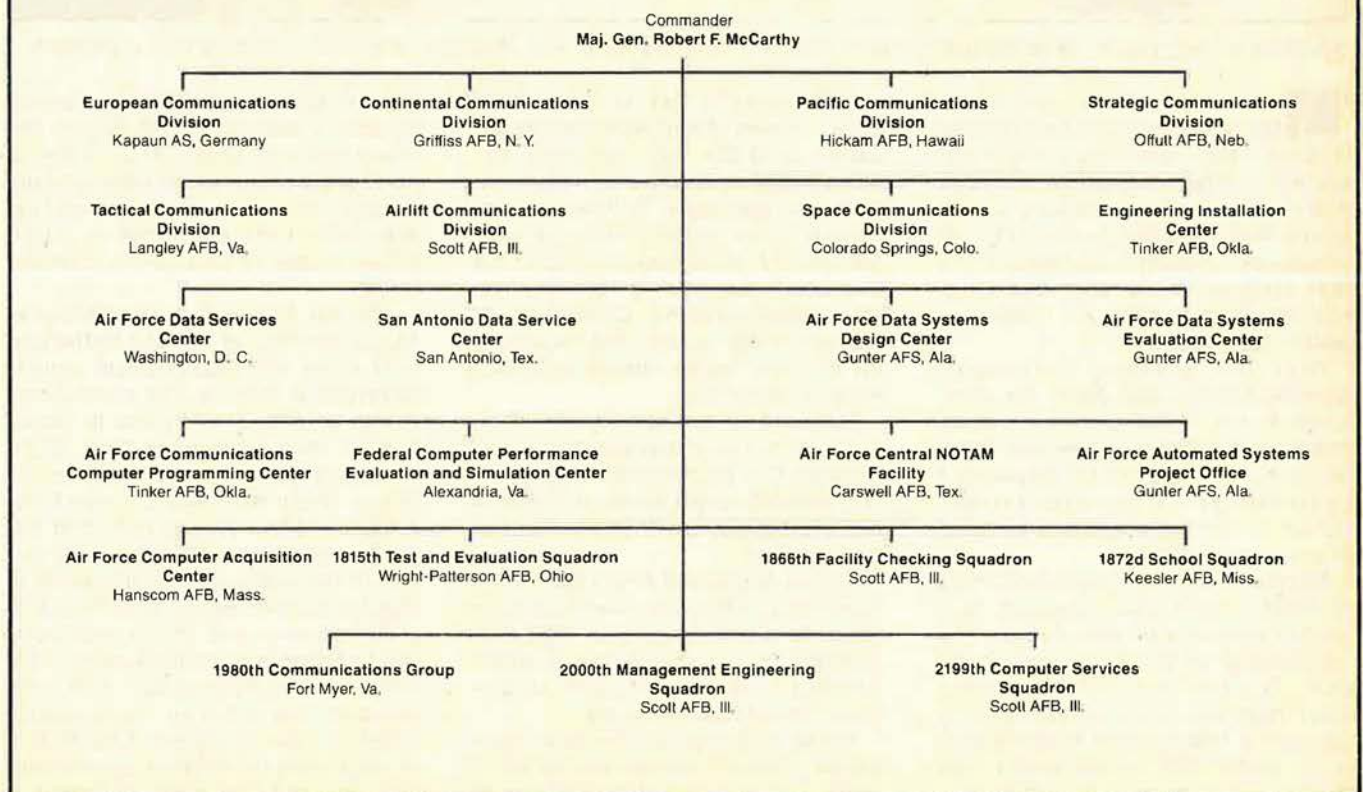 Commander
Maj. Gen. Robert F. McCarthy
European Communications
Division
Kapaun AS, Germany
Continental Communications
Division
Griffiss AFB, N. Y.
Pacific Communications
Division
Hickam AFB, Hawaii
Strategic Communications
Division
Offutt AFB, Neb.
Tactical Communications
Division
Langley AFB, Va.
Airlift Communications
Division
Scott AFB, Ill.
Space Communications
Division
Colorado Springs, Colo.
Engineering Installation
Center
Tinker AFB, Okla.
Air Force Data Services
Center
Washington, D. C.
San Antonio Data Service
Center
San Antonio, Tex.
Air Force Data Systems
Design Center
Gunter AFS, Ala.
Air Force Data Systems
Evaluation Center
Gunter AFS, Ala.
Air Force Communications
Computer Programming Center
Tinker AFB, Okla.
Federal Computer Performance
Evaluation and Simulation Center
Alexandria, Va.
Air Force Central NOTAM
Facility
Carswell AFB, Tex.
Air Force Automated Systems
Project Office
Gunter AFS, Ala.
Air Force Computer Acquisition
Center
Hanscom AFB, Mass.
1815th Test and Evaluation Squadron
Wright-Patterson AFB, Ohio
1866th Facility Checking Squadron
Scott AFB, Ill.
1872d School Squadron
Keesler AFB, Miss.
1980th Communications Group
Fort Myer, Va.
2000th Management Engineering
Squadron
Scott AFB, Ill.
2199th Computer Services
Squadron
Scott AFB, Ill.